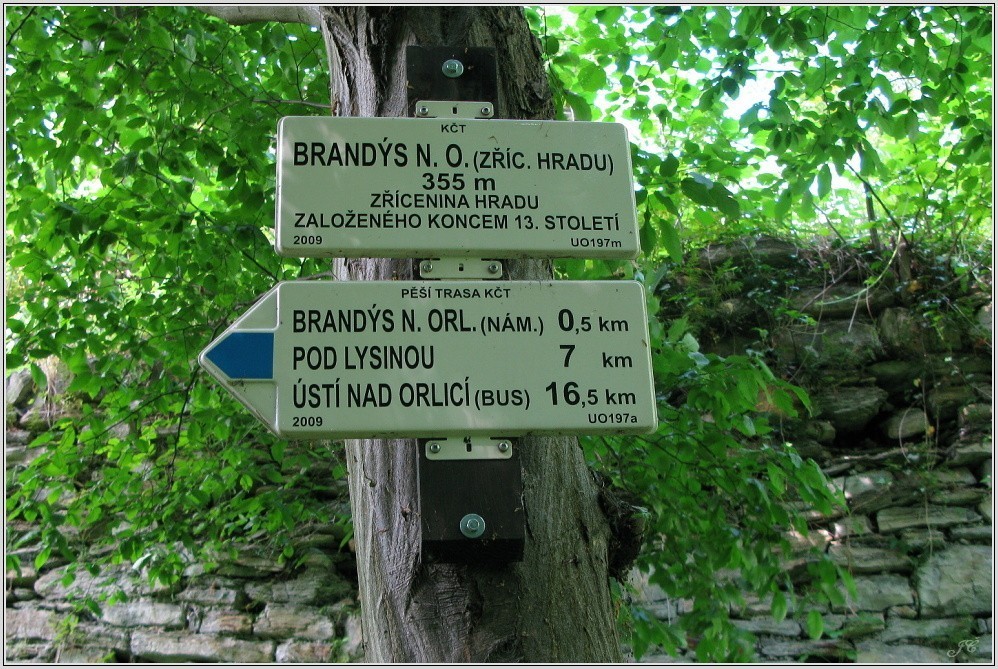 KČT
BRANDÝS N. O. (ZŘÍC. HRADU)
355 m
ZŘÍCENINA HRADU
ZALOŽENÉHO KONCEM 13. STOLETÍ
2009 UO197m
PĚŠÍ TRASA KČT
BRANDÝS N. ORL. (NÁM.) 0,5 km
POD LYSINOU 7 km
ÚSTÍ NAD ORLICÍ (BUS) 16,5 km
2009 UO197a